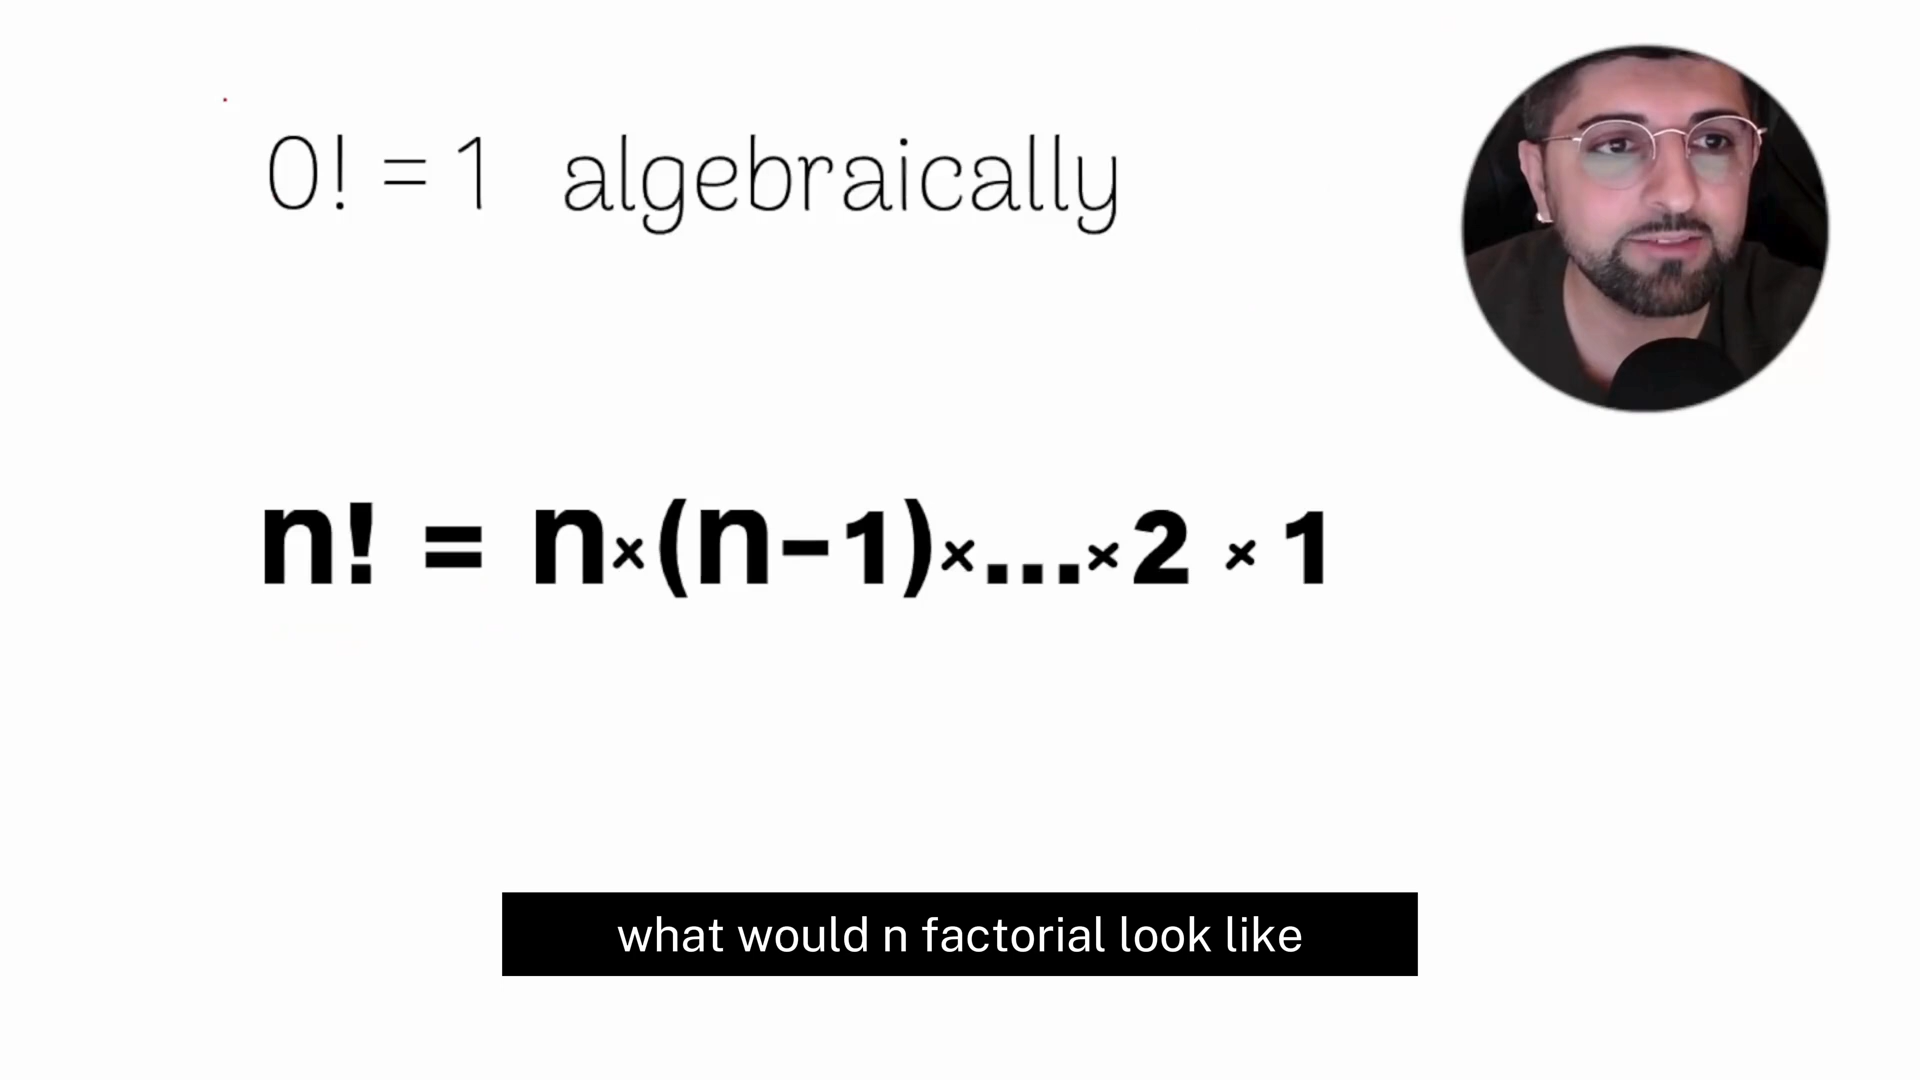 0! = 1 algebraically
n! = n×(n-1)×...×2 × 1
what would n factorial look like